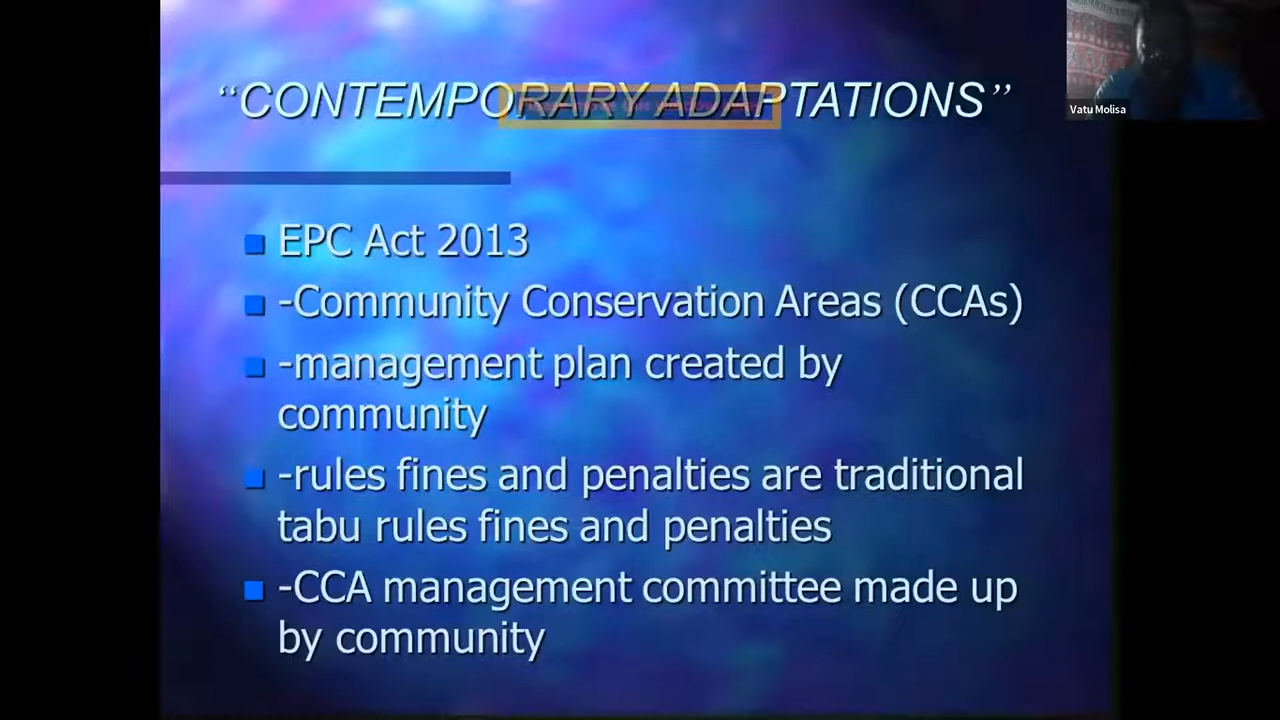 “CONTEMPORARY ADAPTATIONS”
Vatu Molisa
EPC Act 2013
-Community Conservation Areas (CCAs)
-management plan created by
community
-rules fines and penalties are traditional
tabu rules fines and penalties
-CCA management committee made up
by community